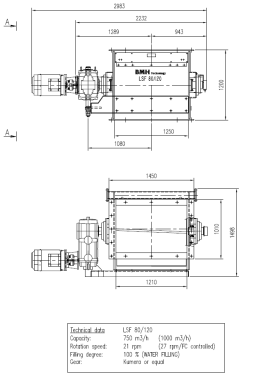 2983
2232
1289 943
A
BMH Technology
LSF 80/120
1200
A
1250
1080
1450
1010
1495
1210
Technical data LSF 80/120
Capacity: 750 m3/h (1000 m3/h)
Rotation speed: 21 rpm (27 rpm/FC controlled)
Filling degree: 100 % (WATER FILLING)
Gear: Kumera or equal